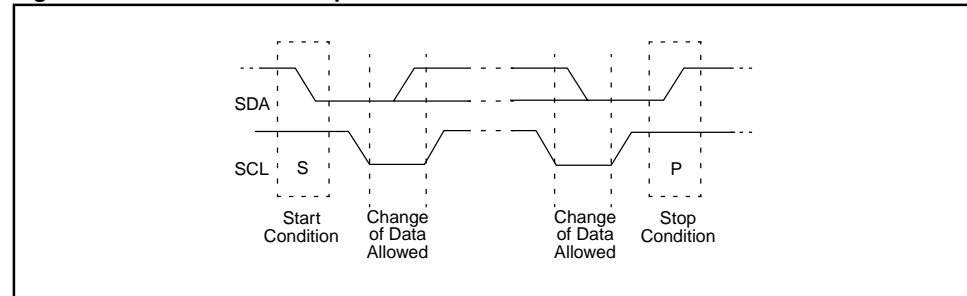 SDA
SCL
S
P
Start
Condition
Change
of Data
Allowed
Change
of Data
Allowed
Stop
Condition